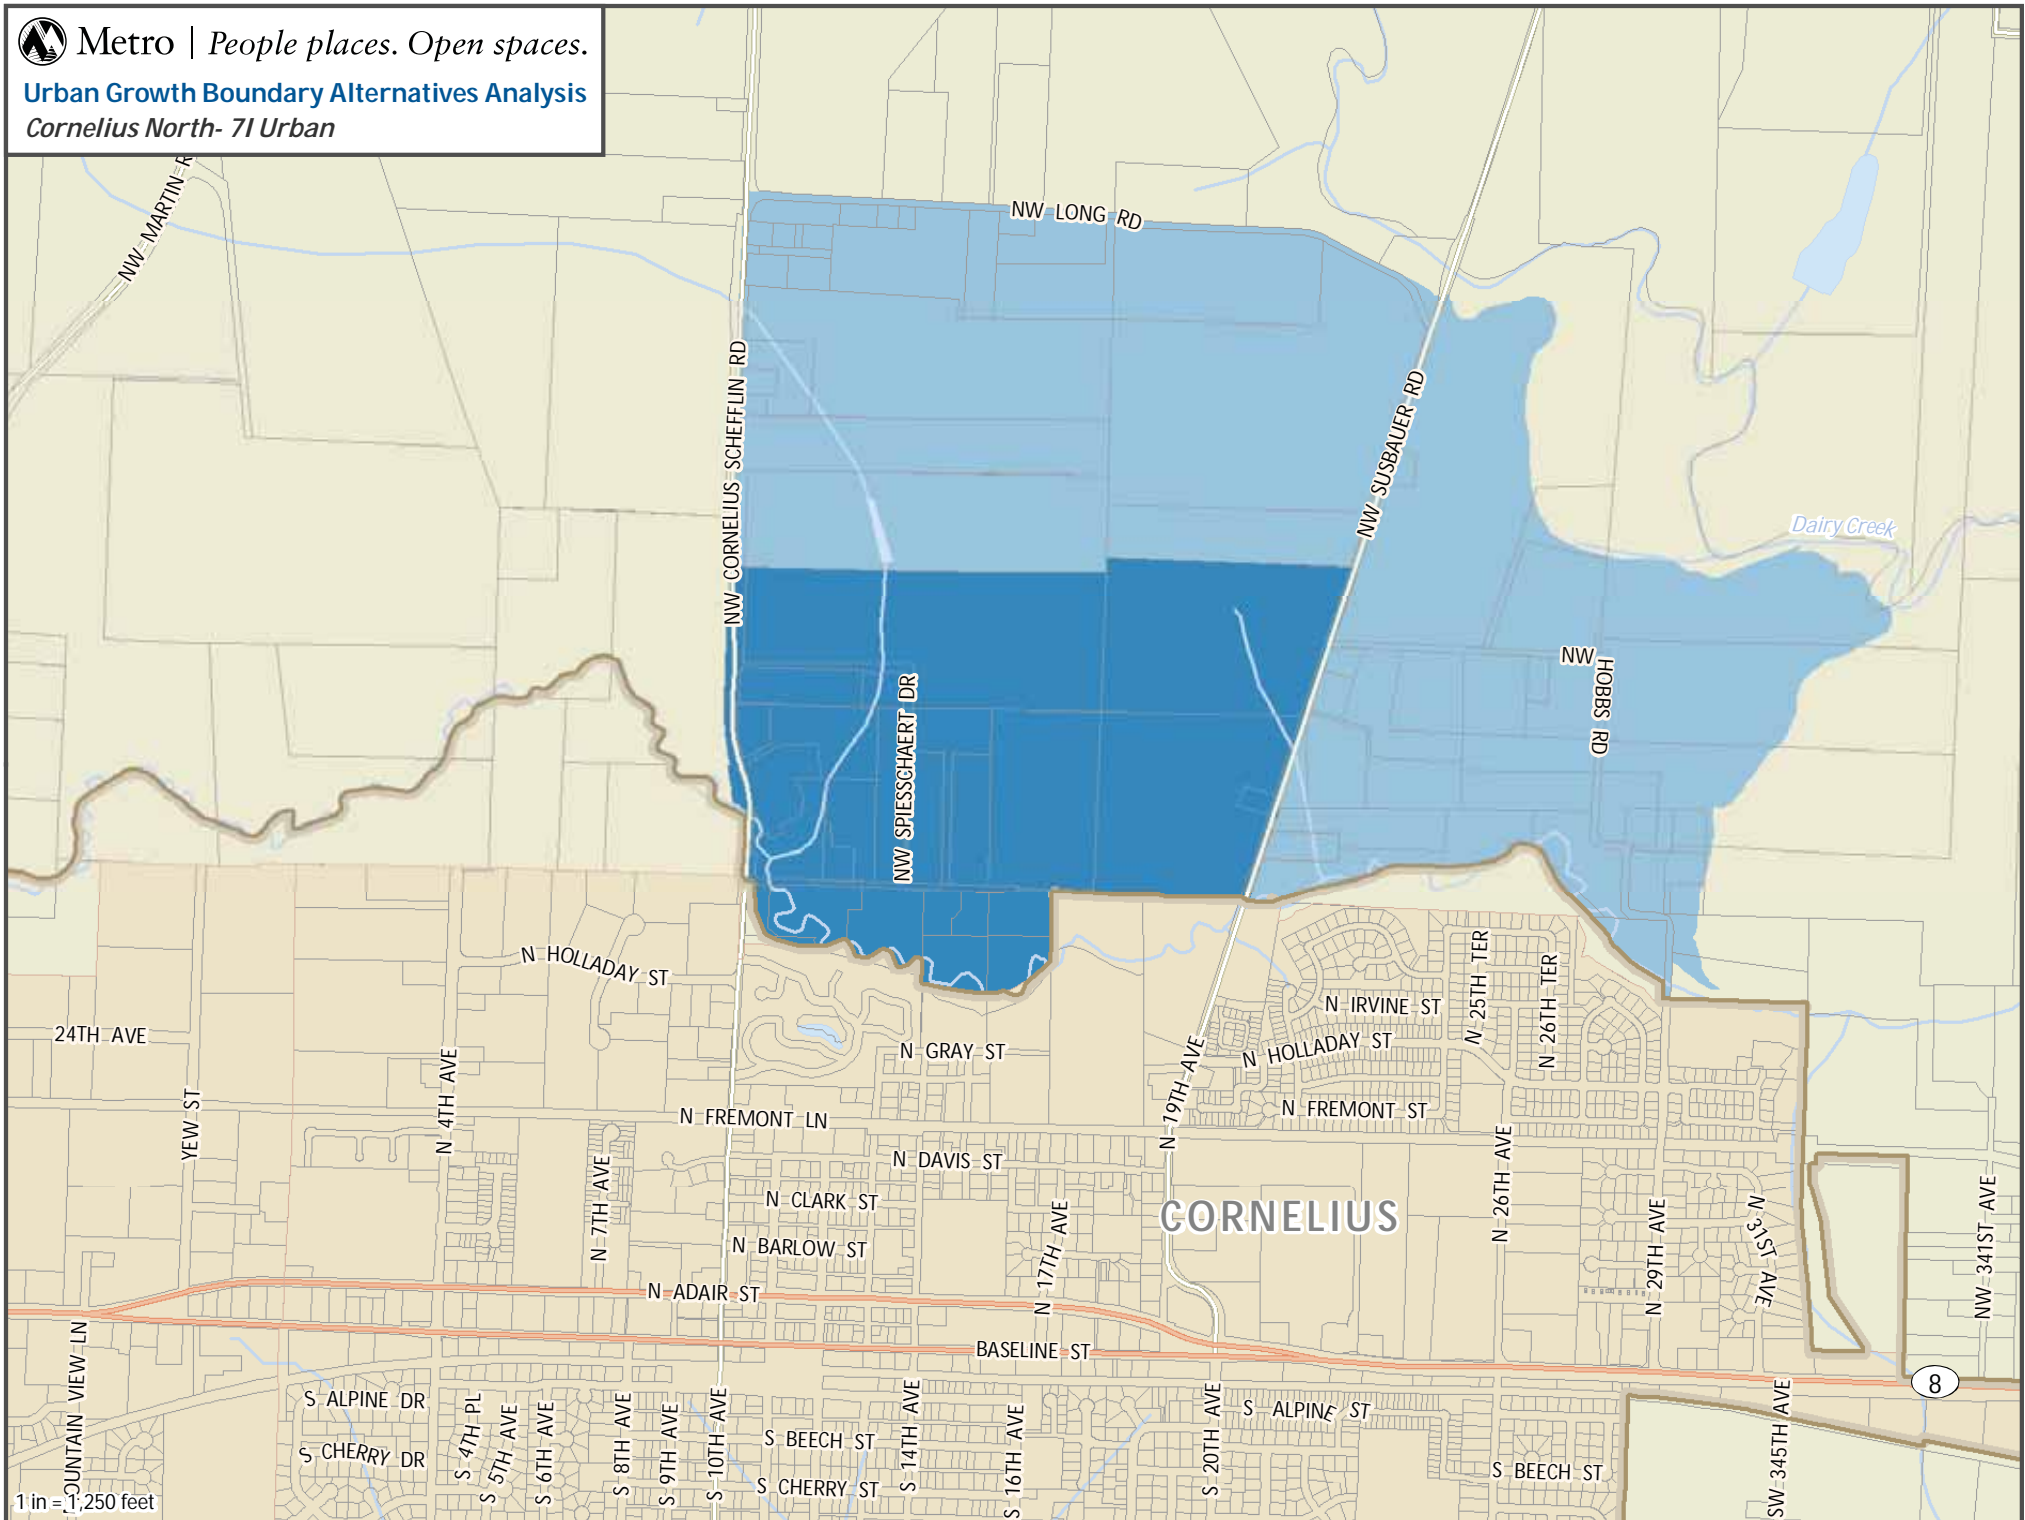 Metro | People places. Open spaces.
Urban Growth Boundary Alternatives Analysis
Cornelius North- 7I Urban
NW MARTIN R
NW LONG RD
NW CORNELIUS SCHEFFLIN RD
NW SUSBAUER RD
Dairy Creek
NW HOBBS RD
NW SPIESSCHAERT DR
N HOLLADAY ST
24TH AVE
YEW ST
N 4TH AVE
N GRAY ST
N 19TH AVE
N IRVINE ST
N HOLLADAY ST
N 25TH TER
N 26TH TER
N FREMONT LN
N FREMONT ST
N DAVIS ST
N 7TH AVE
N CLARK ST
N BARLOW ST
N 17TH AVE
CORNELIUS
N 26TH AVE
N 29TH AVE
N 31ST AVE
NW 341ST AVE
N ADAIR ST
BASELINE ST
8
OUNTAIN VIEW LN
S ALPINE DR
S CHERRY DR
S 4TH PL
S 5TH AVE
S 6TH AVE
S 8TH AVE
S 9TH AVE
S 10TH AVE
S BEECH ST
S CHERRY ST
S 14TH AVE
S 16TH AVE
S 20TH AVE
S ALPINE ST
S BEECH ST
SW 345TH AVE
1 in = 1,250 feet